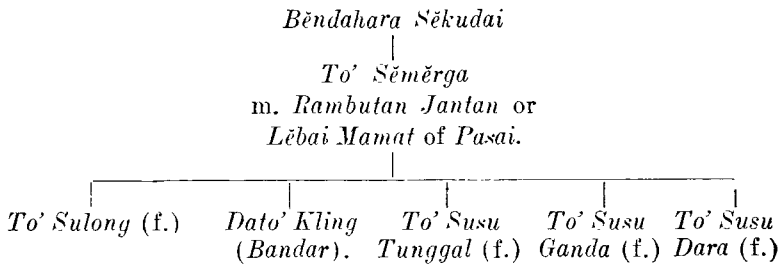 Bĕndahara Sĕkudai
To' Sĕmĕrga
m. Rambutan Jantan or
Lĕbai Mamat of Pasai.
To' Sulong (f.) Dato' Kling To' Susu To' Susu To' Susu
(Bandar). Tunggal (f.) Ganda (f.) Dara (f.)